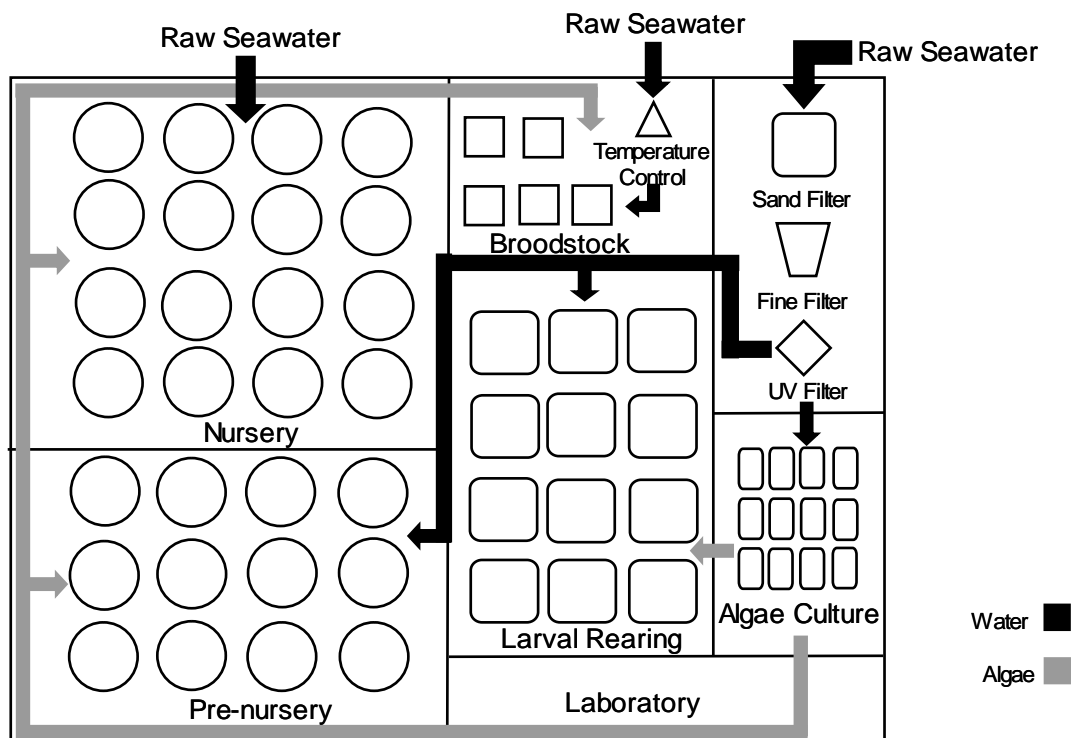 Raw Seawater
Raw Seawater
Raw Seawater
Temperature
Control
Sand Filter
Broodstock
Fine Filter
UV Filter
Nursery
Algae Culture
Water
Larval Rearing
Algae
Pre-nursery
Laboratory